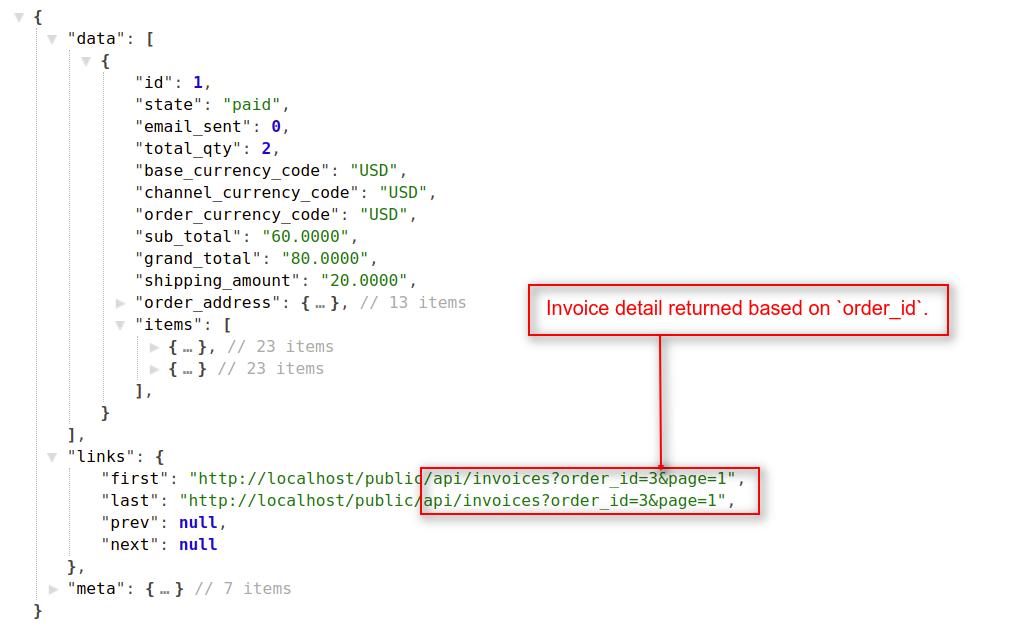 {
"data": [
{
"id": 1,
"state": "paid",
"email_sent": 0,
"total_qty": 2,
"base_currency_code": "USD",
"channel_currency_code": "USD",
"order_currency_code": "USD",
"sub_total": "60.0000",
"grand_total": "80.0000",
"shipping_amount": "20.0000",
"order_address": { … }, // 13 items
"items": [
{ … }, // 23 items
{ … } // 23 items
],
}
],
Invoice detail returned based on `order_id`.
"links": {
"first": "http://localhost/public/api/invoices?order_id=3&page=1",
"last": "http://localhost/public/api/invoices?order_id=3&page=1",
"prev": null,
"next": null
},
"meta": { … } // 7 items
}